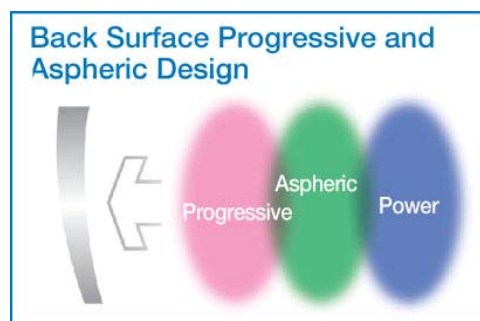 Back Surface Progressive and
Aspheric Design
Aspheric
Progressive
Power